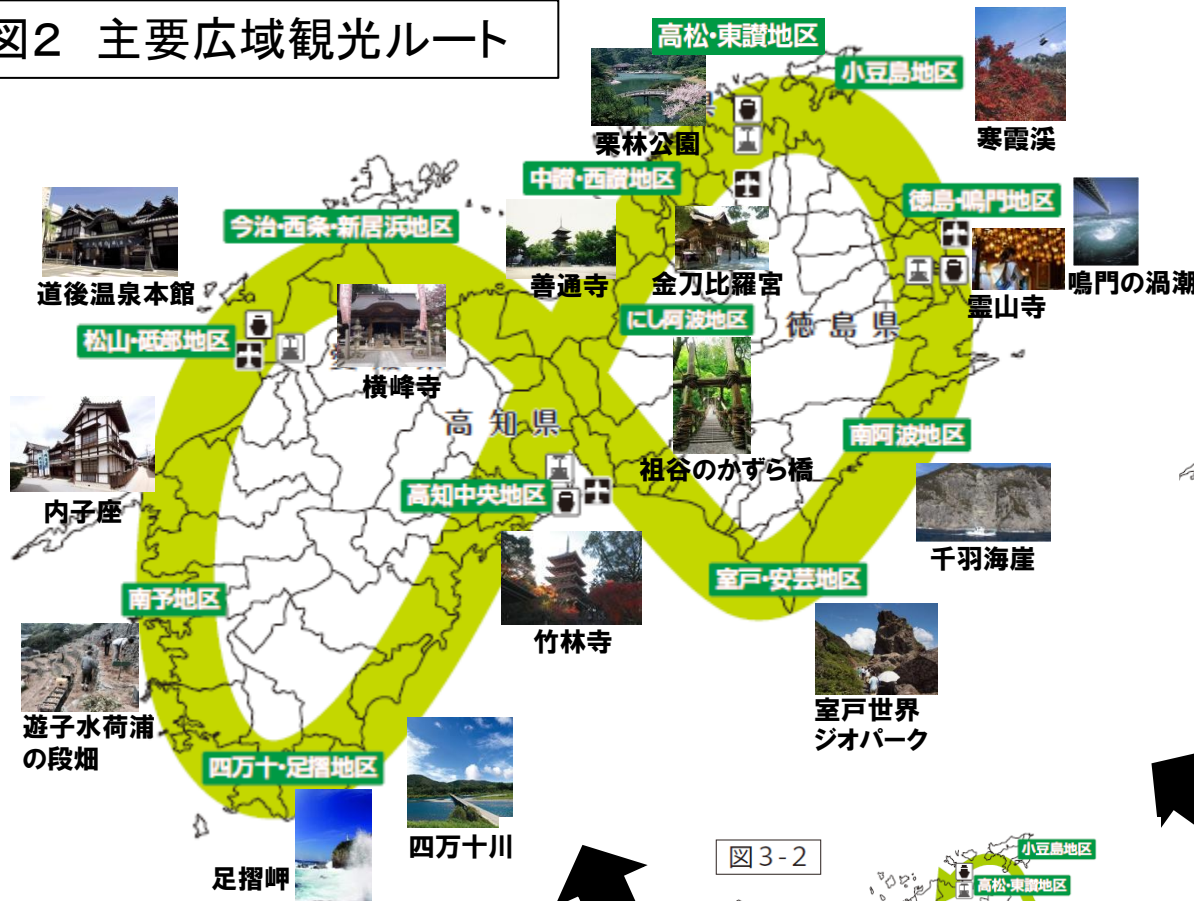 図2　主要広域観光ルート
高松・東讃地区
小豆島地区
栗林公園
寒霞渓
中讃・西讃地区
徳島・鳴門地区
今治・西条・新居浜地区
善通寺
金刀比羅宮
霊山寺
鳴門の渦潮
道後温泉本館
にし阿波地区
徳島県
松山・砥部地区
横峰寺
高知県
南阿波地区
祖谷のかずら橋
高知中央地区
内子座
千羽海崖
室戸・安芸地区
南予地区
竹林寺
遊子水荷浦
の段畑
室戸世界
ジオパーク
四万十・足摺地区
四万十川
足摺岬
図3-2
小豆島地区
高松・東讃地区